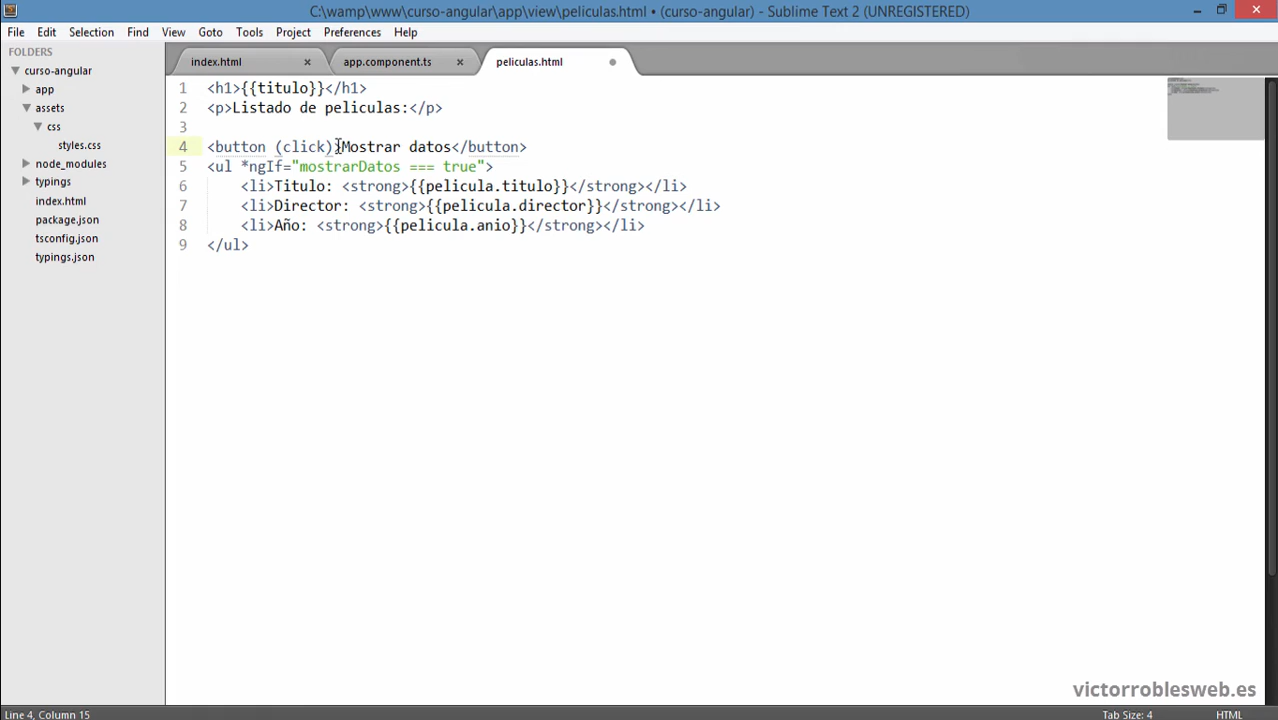 C:\wamp\www\curso-angular\app\view\peliculas.html • (curso-angular) - Sublime Text 2 (UNREGISTERED)
File Edit Selection Find View Goto Tools Project Preferences Help
FOLDERS
curso-angular
app
assets
css
styles.css
node_modules
typings
index.html
package.json
tsconfig.json
typings.json
index.html × app.component.ts × peliculas.html
1 <h1>{{titulo}}</h1>
2 <p>Listado de peliculas:</p>
3
4 <button (click)>Mostrar datos</button>
5 <ul *ngIf="mostrarDatos === true">
6 <li>Titulo: <strong>{{pelicula.titulo}}</strong></li>
7 <li>Director: <strong>{{pelicula.director}}</strong></li>
8 <li>Año: <strong>{{pelicula.anio}}</strong></li>
9 </ul>
victorroblesweb.es
Line 4, Column 15 Tab Size: 4 HTML